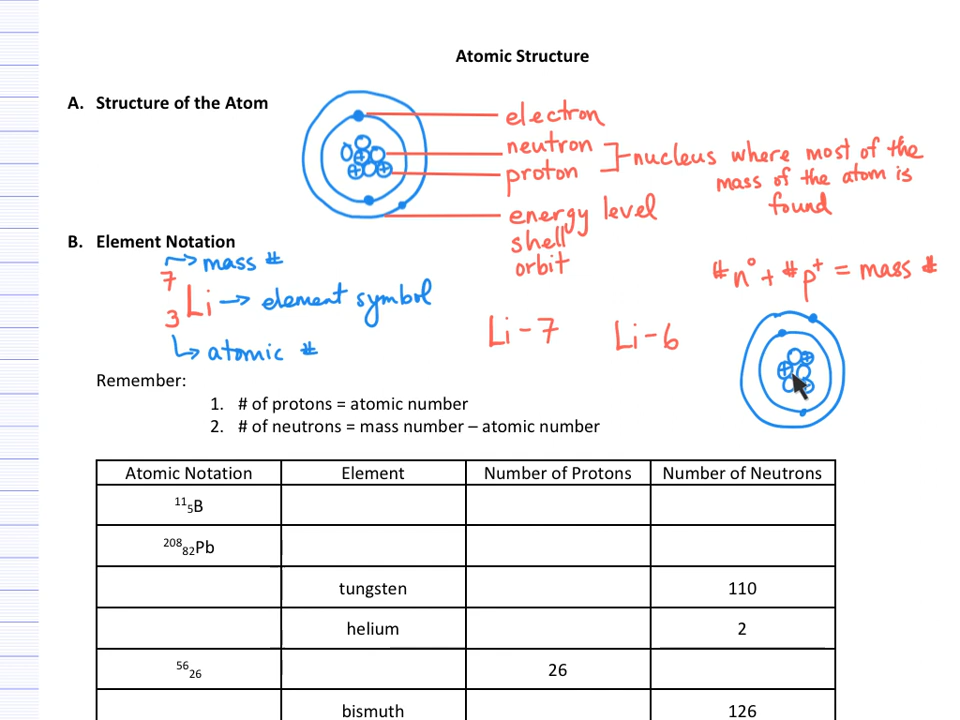 Atomic Structure
A. Structure of the Atom
electron
neutron
proton
nucleus where most of the
mass of the atom is
found
energy level
shell
orbit
B. Element Notation
mass #
7
3
Li → element symbol
atomic #
#n° + #p⁺ = mass #
Li-7 Li-6
Remember:
1. # of protons = atomic number
2. # of neutrons = mass number – atomic number
Atomic Notation Element Number of Protons Number of Neutrons
¹¹₅B
²⁰⁸₈₂Pb
tungsten 110
helium 2
⁵⁶₂₆ 26
bismuth 126